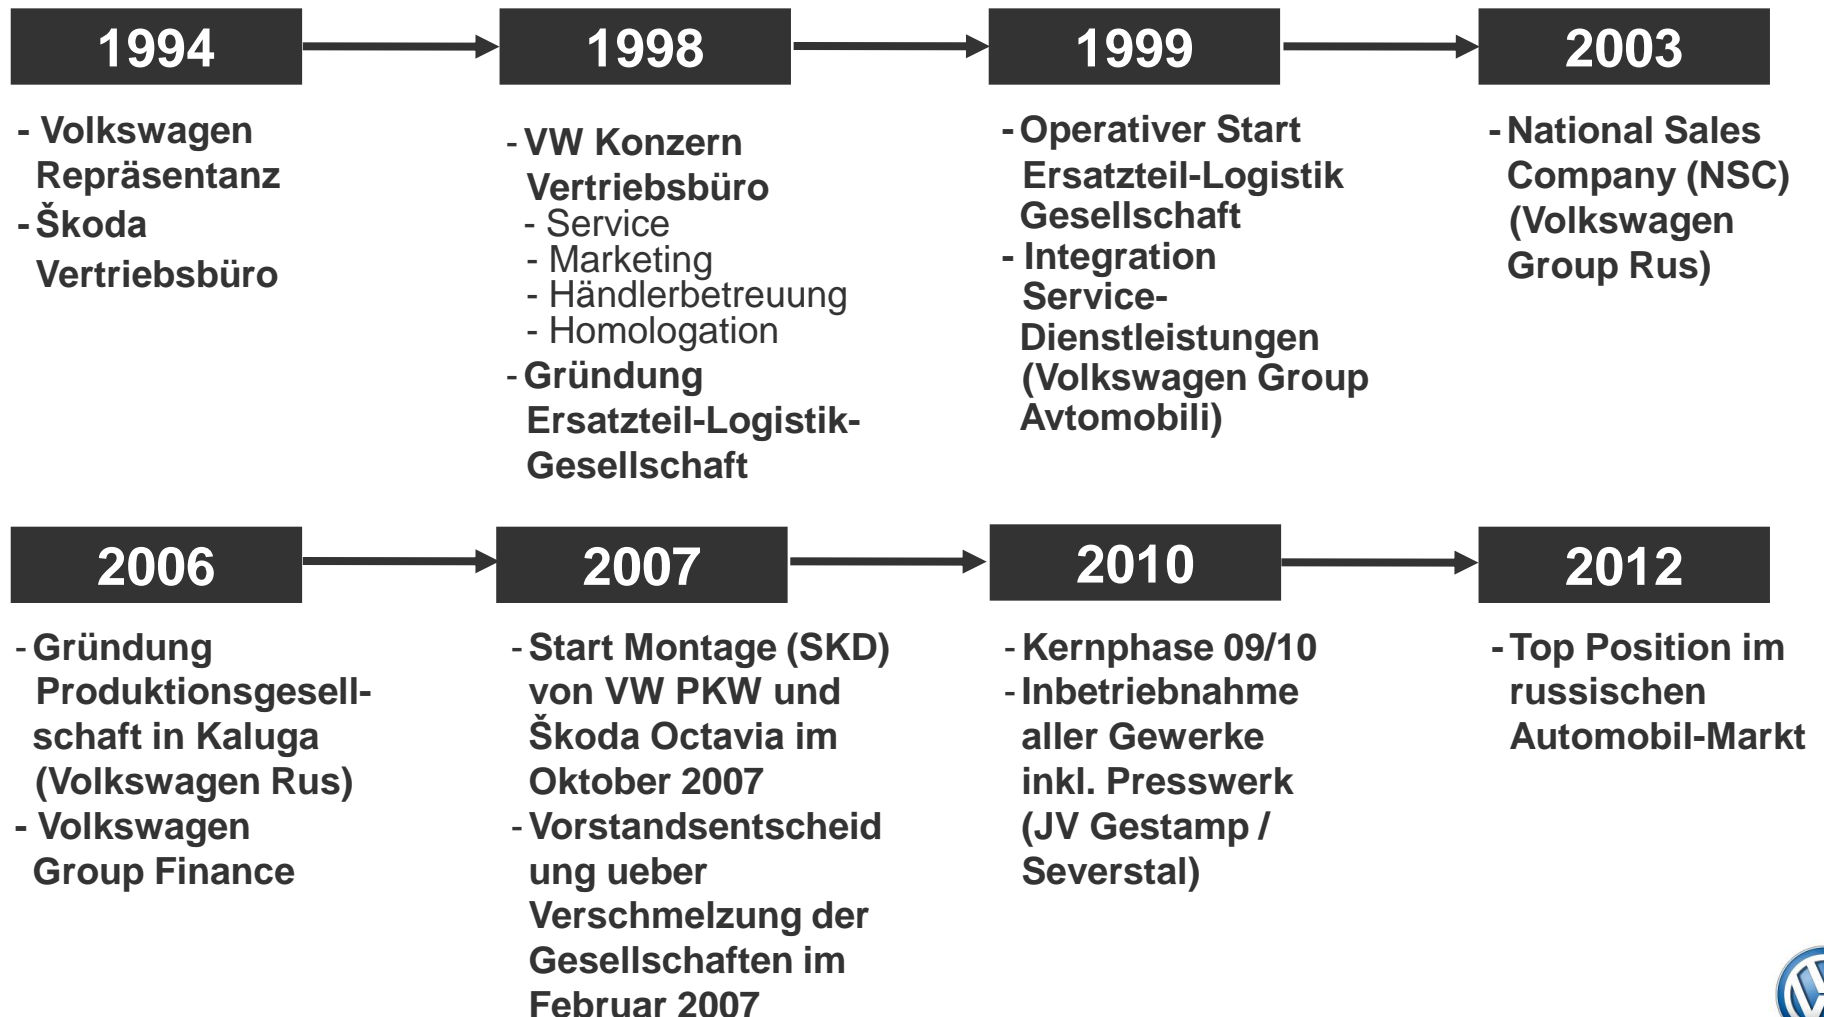 1994
- Volkswagen
Repräsentanz
- Škoda
Vertriebsbüro
1998
- VW Konzern
Vertriebsbüro
- Service
- Marketing
- Händlerbetreuung
- Homologation
- Gründung
Ersatzteil-Logistik-
Gesellschaft
1999
- Operativer Start
Ersatzteil-Logistik
Gesellschaft
- Integration
Service-
Dienstleistungen
(Volkswagen Group
Avtomobili)
2003
- National Sales
Company (NSC)
(Volkswagen
Group Rus)
2006
- Gründung
Produktionsgesell-
schaft in Kaluga
(Volkswagen Rus)
- Volkswagen
Group Finance
2007
- Start Montage (SKD)
von VW PKW und
Škoda Octavia im
Oktober 2007
- Vorstandsentscheid
ung ueber
Verschmelzung der
Gesellschaften im
Februar 2007
2010
- Kernphase 09/10
- Inbetriebnahme
aller Gewerke
inkl. Presswerk
(JV Gestamp /
Severstal)
2012
- Top Position im
russischen
Automobil-Markt